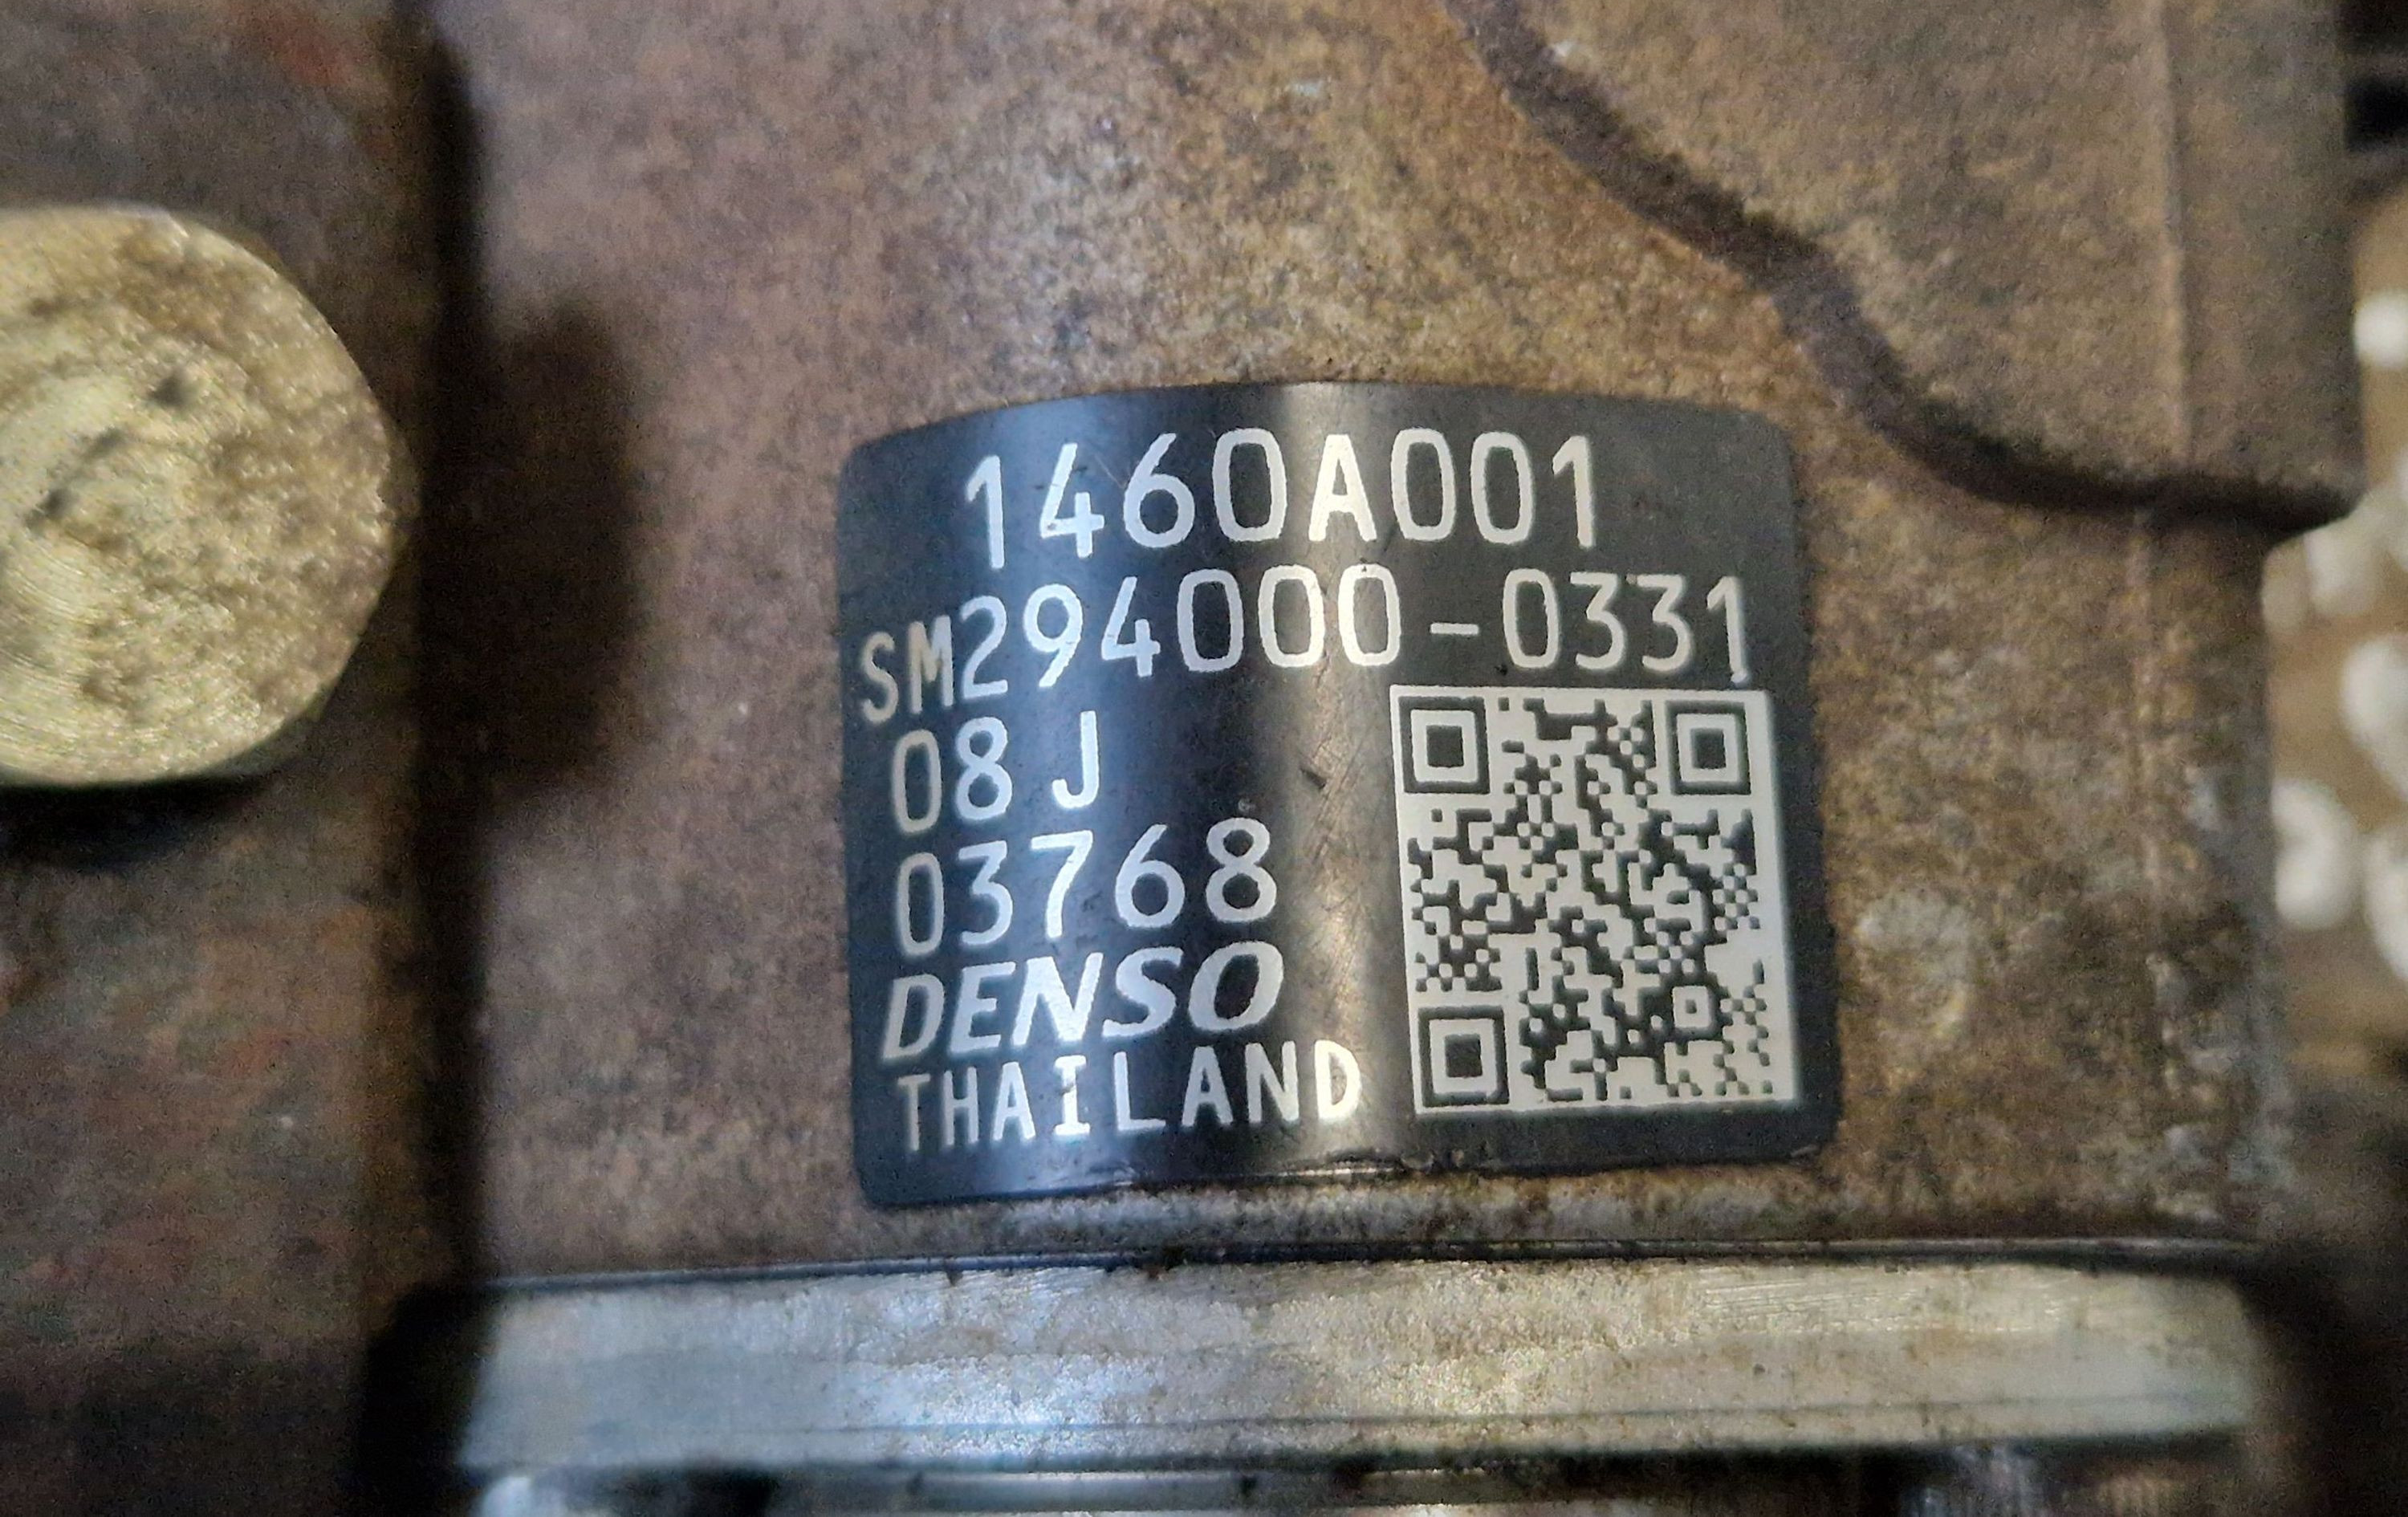 1460A001
SM294000-0331
08 J
03768
DENSO
THAILAND